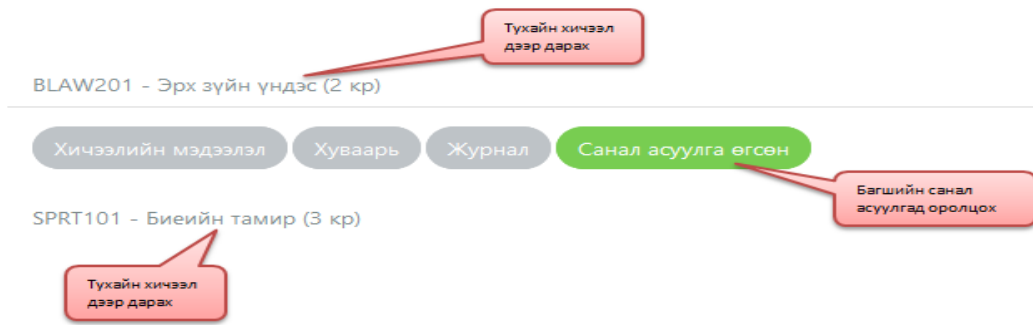 Тухайн хичээл
дээр дарах
BLAW201 - Эрх зүйн үндэс (2 кр)
Хичээлийн мэдээлэл Хуваарь Журнал Санал асуулга өгсөн
Багшийн санал
асуулгад оролцох
SPRT101 - Биеийн тамир (3 кр)
Тухайн хичээл
дээр дарах